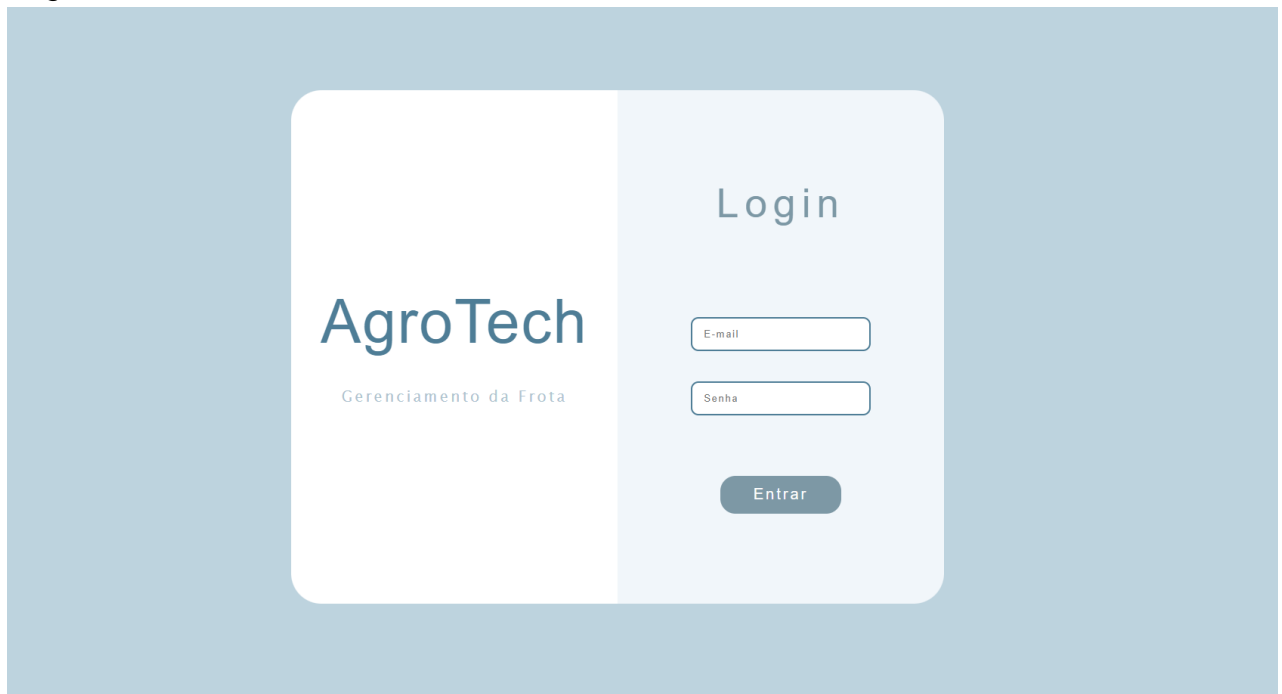 AgroTech
Gerenciamento da Frota
Login
E-mail
Senha
Entrar